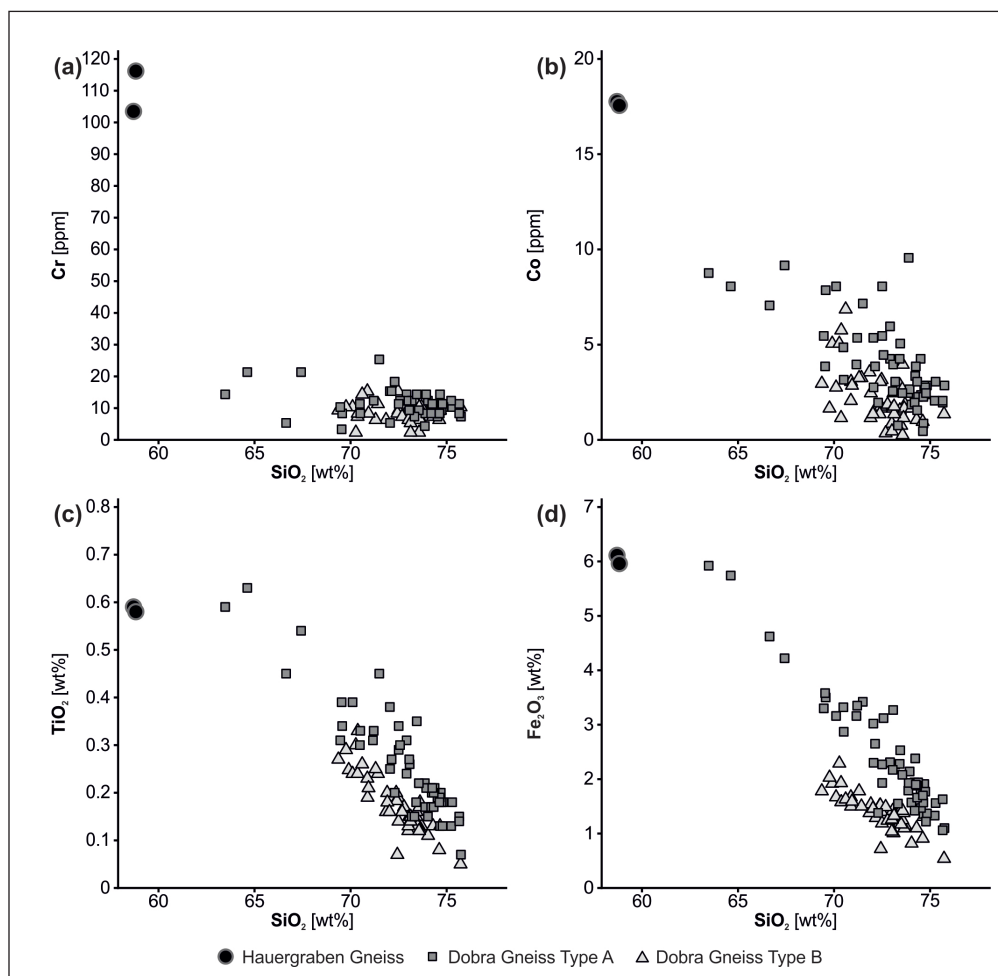 (a)
120
110
100
90
80
70
60
50
40
30
20
10
0
Cr [ppm]
60 65 70 75
SiO₂ [wt%]
(b)
20
15
10
5
0
Co [ppm]
60 65 70 75
SiO₂ [wt%]
(c)
0.8
0.7
0.6
0.5
0.4
0.3
0.2
0.1
0
TiO₂ [wt%]
60 65 70 75
SiO₂ [wt%]
(d)
7
6
5
4
3
2
1
0
Fe₂O₃ [wt%]
60 65 70 75
SiO₂ [wt%]
Hauergraben Gneiss Dobra Gneiss Type A Dobra Gneiss Type B